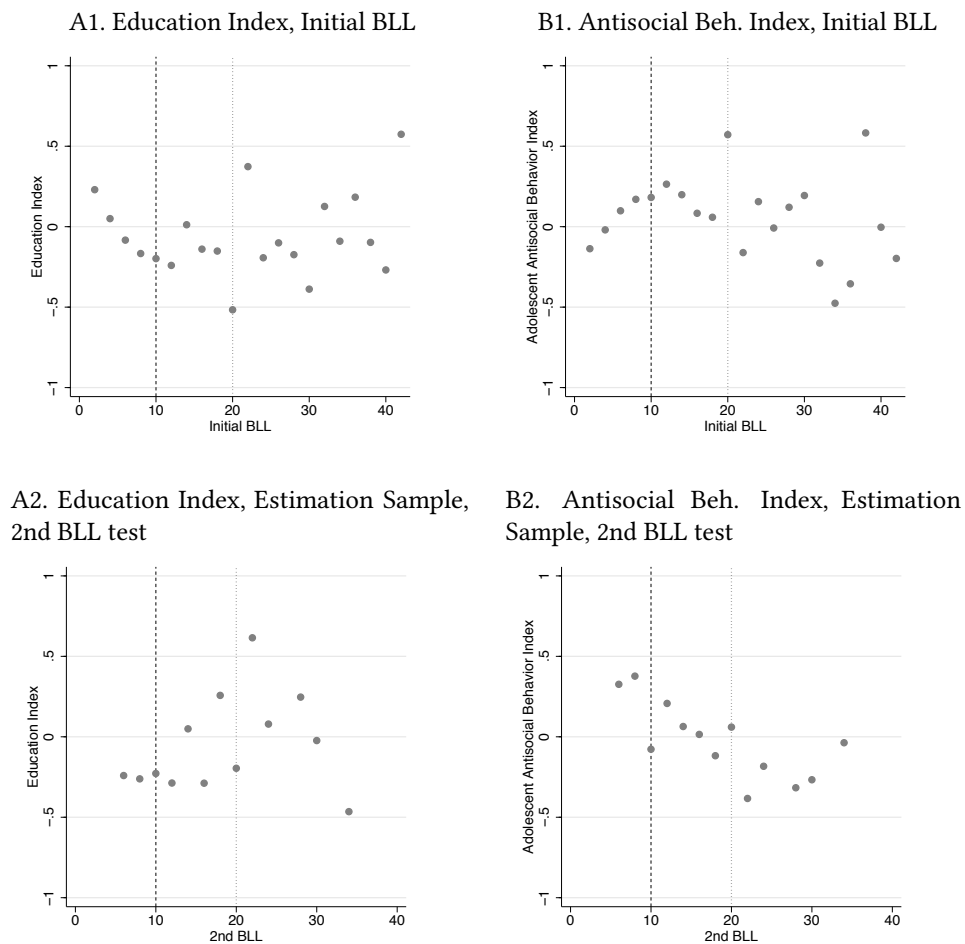 A1. Education Index, Initial BLL
B1. Antisocial Beh. Index, Initial BLL
Education Index
1
.5
0
-.5
-1
0 10 20 30 40
Initial BLL
Adolescent Antisocial Behavior Index
1
.5
0
-.5
-1
0 10 20 30 40
Initial BLL
A2. Education Index, Estimation Sample,
2nd BLL test
B2. Antisocial Beh. Index, Estimation
Sample, 2nd BLL test
Education Index
1
.5
0
-.5
-1
0 10 20 30 40
2nd BLL
Adolescent Antisocial Behavior Index
1
.5
0
-.5
-1
0 10 20 30 40
2nd BLL